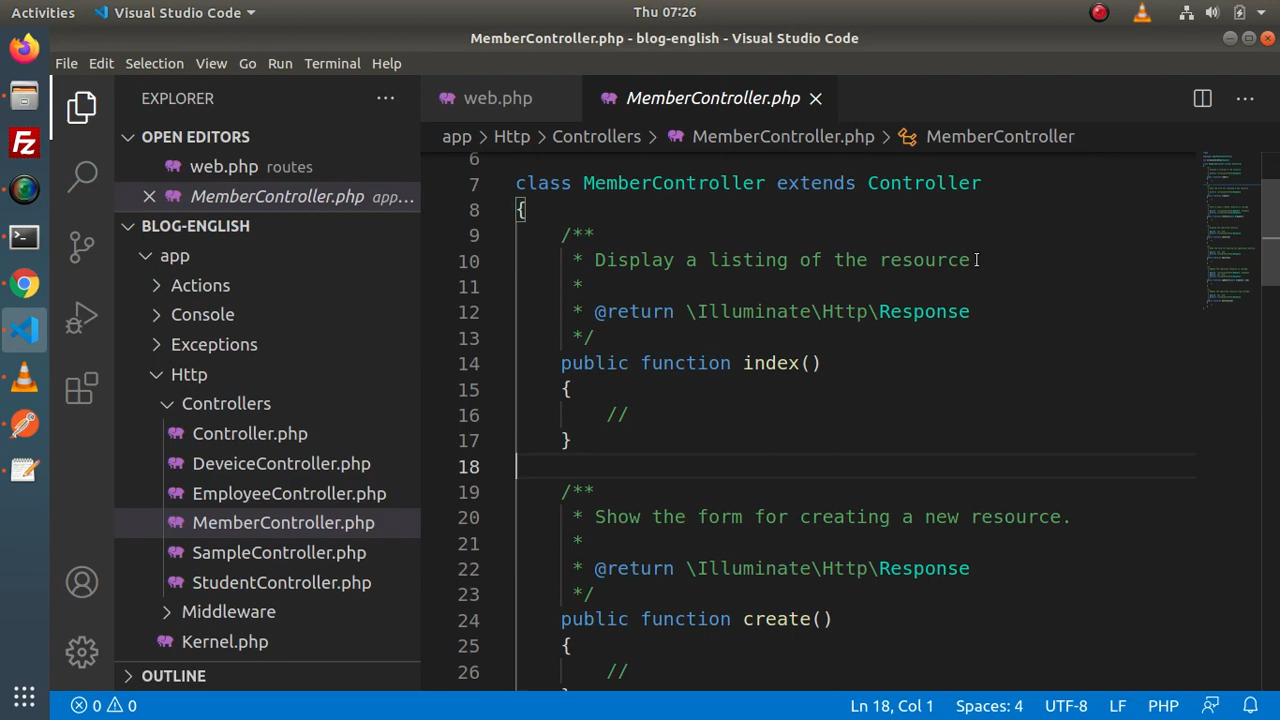 Activities Visual Studio Code Thu 07:26
MemberController.php - blog-english - Visual Studio Code
File Edit Selection View Go Run Terminal Help
EXPLORER
OPEN EDITORS
web.php routes
MemberController.php app...
BLOG-ENGLISH
app
Actions
Console
Exceptions
Http
Controllers
Controller.php
DeveiceController.php
EmployeeController.php
MemberController.php
SampleController.php
StudentController.php
Middleware
Kernel.php
OUTLINE
web.php MemberController.php
app > Http > Controllers > MemberController.php > MemberController
6
7 class MemberController extends Controller
8 {
9 /**
10 * Display a listing of the resource
11 *
12 * @return \Illuminate\Http\Response
13 */
14 public function index()
15 {
16 //
17 }
18
19 /**
20 * Show the form for creating a new resource.
21 *
22 * @return \Illuminate\Http\Response
23 */
24 public function create()
25 {
26 //
0 0 Ln 18, Col 1 Spaces: 4 UTF-8 LF PHP